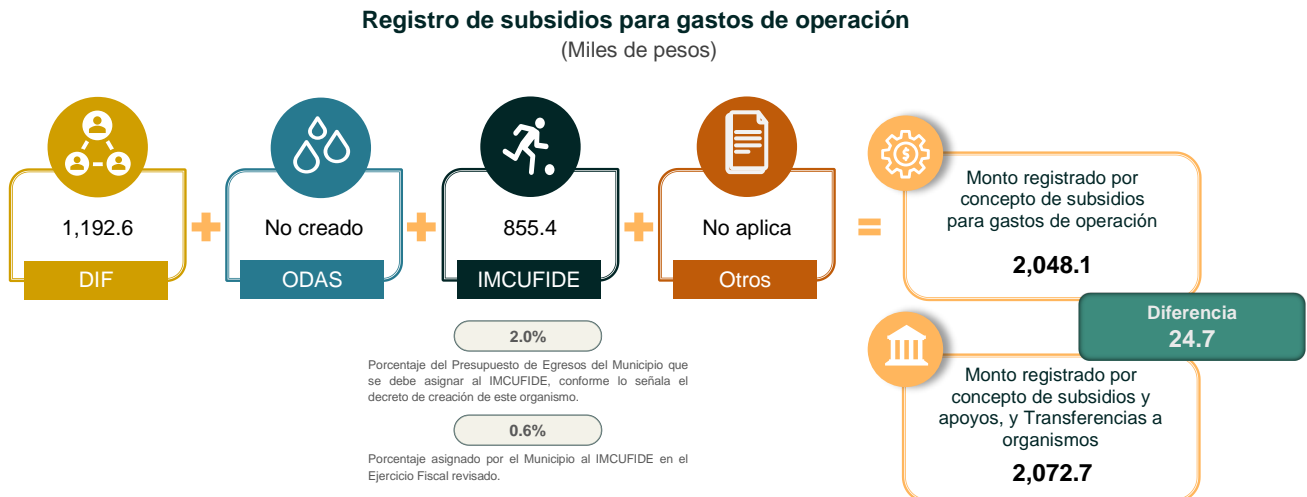 Registro de subsidios para gastos de operación
(Miles de pesos)
1,192.6
DIF
No creado
ODAS
855.4
IMCUFIDE
No aplica
Otros
2.0%
Porcentaje del Presupuesto de Egresos del Municipio que
se debe asignar al IMCUFIDE, conforme lo señala el
decreto de creación de este organismo.
0.6%
Porcentaje asignado por el Municipio al IMCUFIDE en el
Ejercicio Fiscal revisado.
Monto registrado por
concepto de subsidios
para gastos de operación
2,048.1
Diferencia
24.7
Monto registrado por
concepto de subsidios y
apoyos, y Transferencias a
organismos
2,072.7